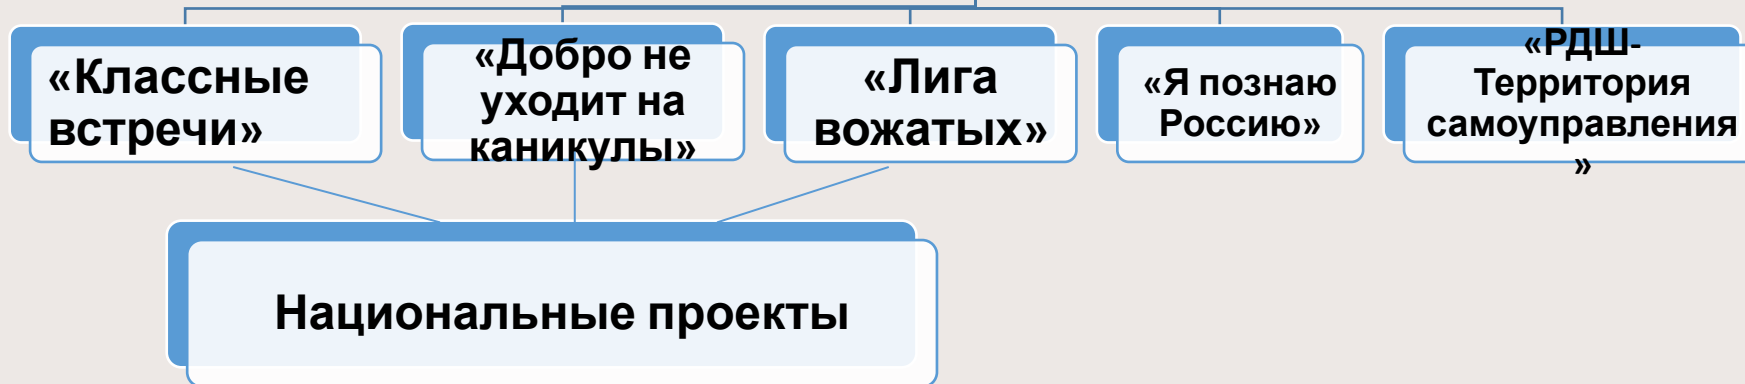 «Классные
встречи»
«Добро не
уходит на
каникулы»
«Лига
вожатых»
«Я познаю
Россию»
«РДШ-
Территория
самоуправления
»
Национальные проекты